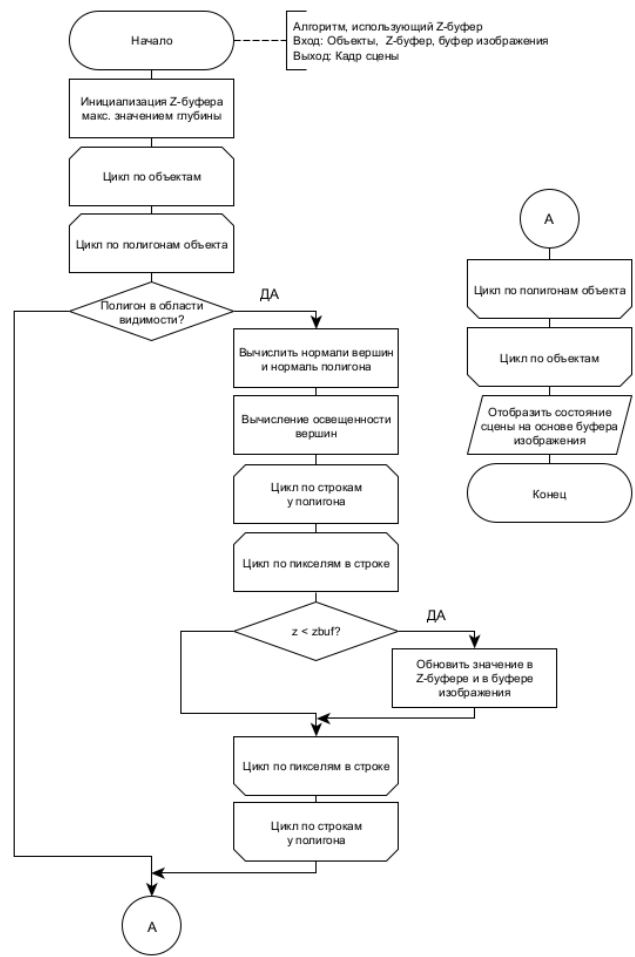 Начало
Алгоритм, использующий Z-буфер
Вход: Объекты, Z-буфер, буфер изображения
Выход: Кадр сцены
Инициализация Z-буфера
макс. значением глубины
Цикл по объектам
Цикл по полигонам объекта
Полигон в области
видимости?
ДА
Вычислить нормали вершин
и нормаль полигона
Вычисление освещенности
вершин
Цикл по строкам
у полигона
Цикл по пикселям в строке
z < zbuf?
ДА
Обновить значение в
Z-буфере и в буфере
изображения
Цикл по пикселям в строке
Цикл по строкам
у полигона
А
А
Цикл по полигонам объекта
Цикл по объектам
Отобразить состояние
сцены на основе буфера
изображения
Конец